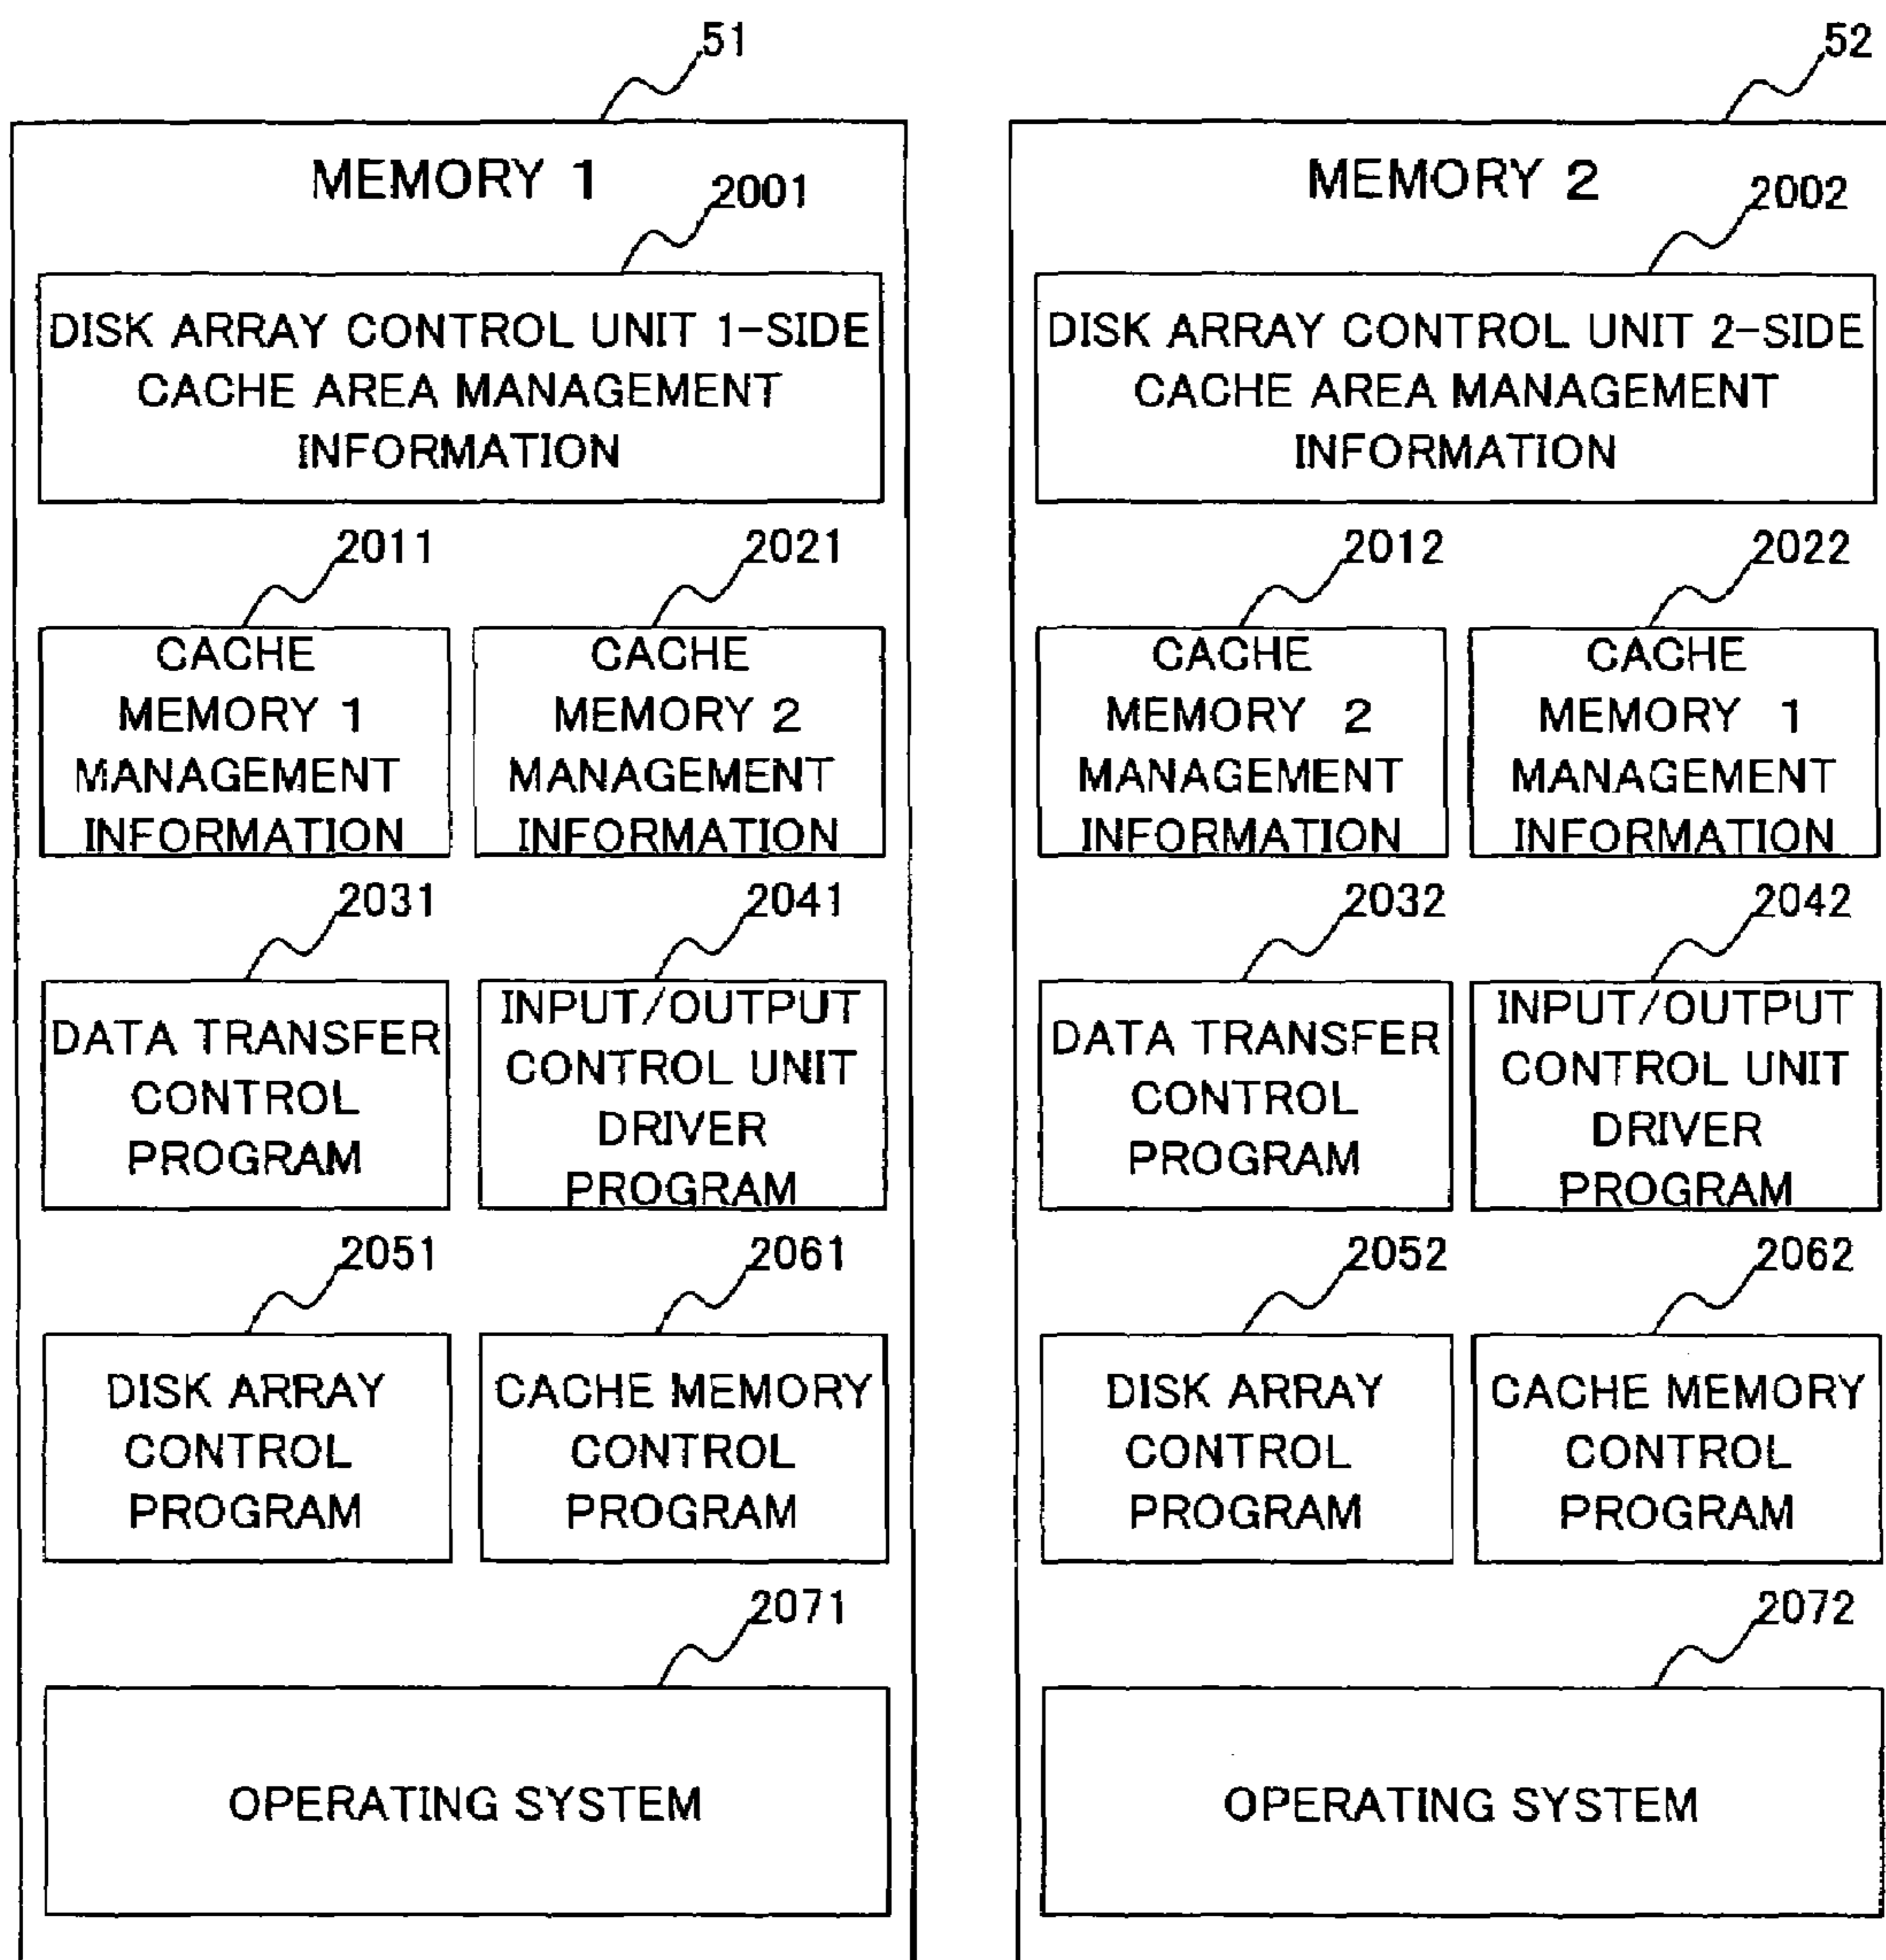 51
MEMORY 1
2001
DISK ARRAY CONTROL UNIT 1-SIDE
CACHE AREA MANAGEMENT
INFORMATION
2011
2021
CACHE
MEMORY 1
MANAGEMENT
INFORMATION
CACHE
MEMORY 2
MANAGEMENT
INFORMATION
2031
2041
DATA TRANSFER
CONTROL
PROGRAM
INPUT/OUTPUT
CONTROL UNIT
DRIVER
PROGRAM
2051
2061
DISK ARRAY
CONTROL
PROGRAM
CACHE MEMORY
CONTROL
PROGRAM
2071
OPERATING SYSTEM
52
MEMORY 2
2002
DISK ARRAY CONTROL UNIT 2-SIDE
CACHE AREA MANAGEMENT
INFORMATION
2012
2022
CACHE
MEMORY 2
MANAGEMENT
INFORMATION
CACHE
MEMORY 1
MANAGEMENT
INFORMATION
2032
2042
DATA TRANSFER
CONTROL
PROGRAM
INPUT/OUTPUT
CONTROL UNIT
DRIVER
PROGRAM
2052
2062
DISK ARRAY
CONTROL
PROGRAM
CACHE MEMORY
CONTROL
PROGRAM
2072
OPERATING SYSTEM